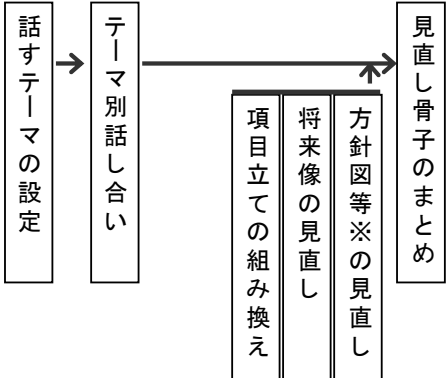 話すテーマの設定
テーマ別話し合い
項目立ての組み換え
将来像の見直し
方針図等※の見直し
見直し骨子のまとめ